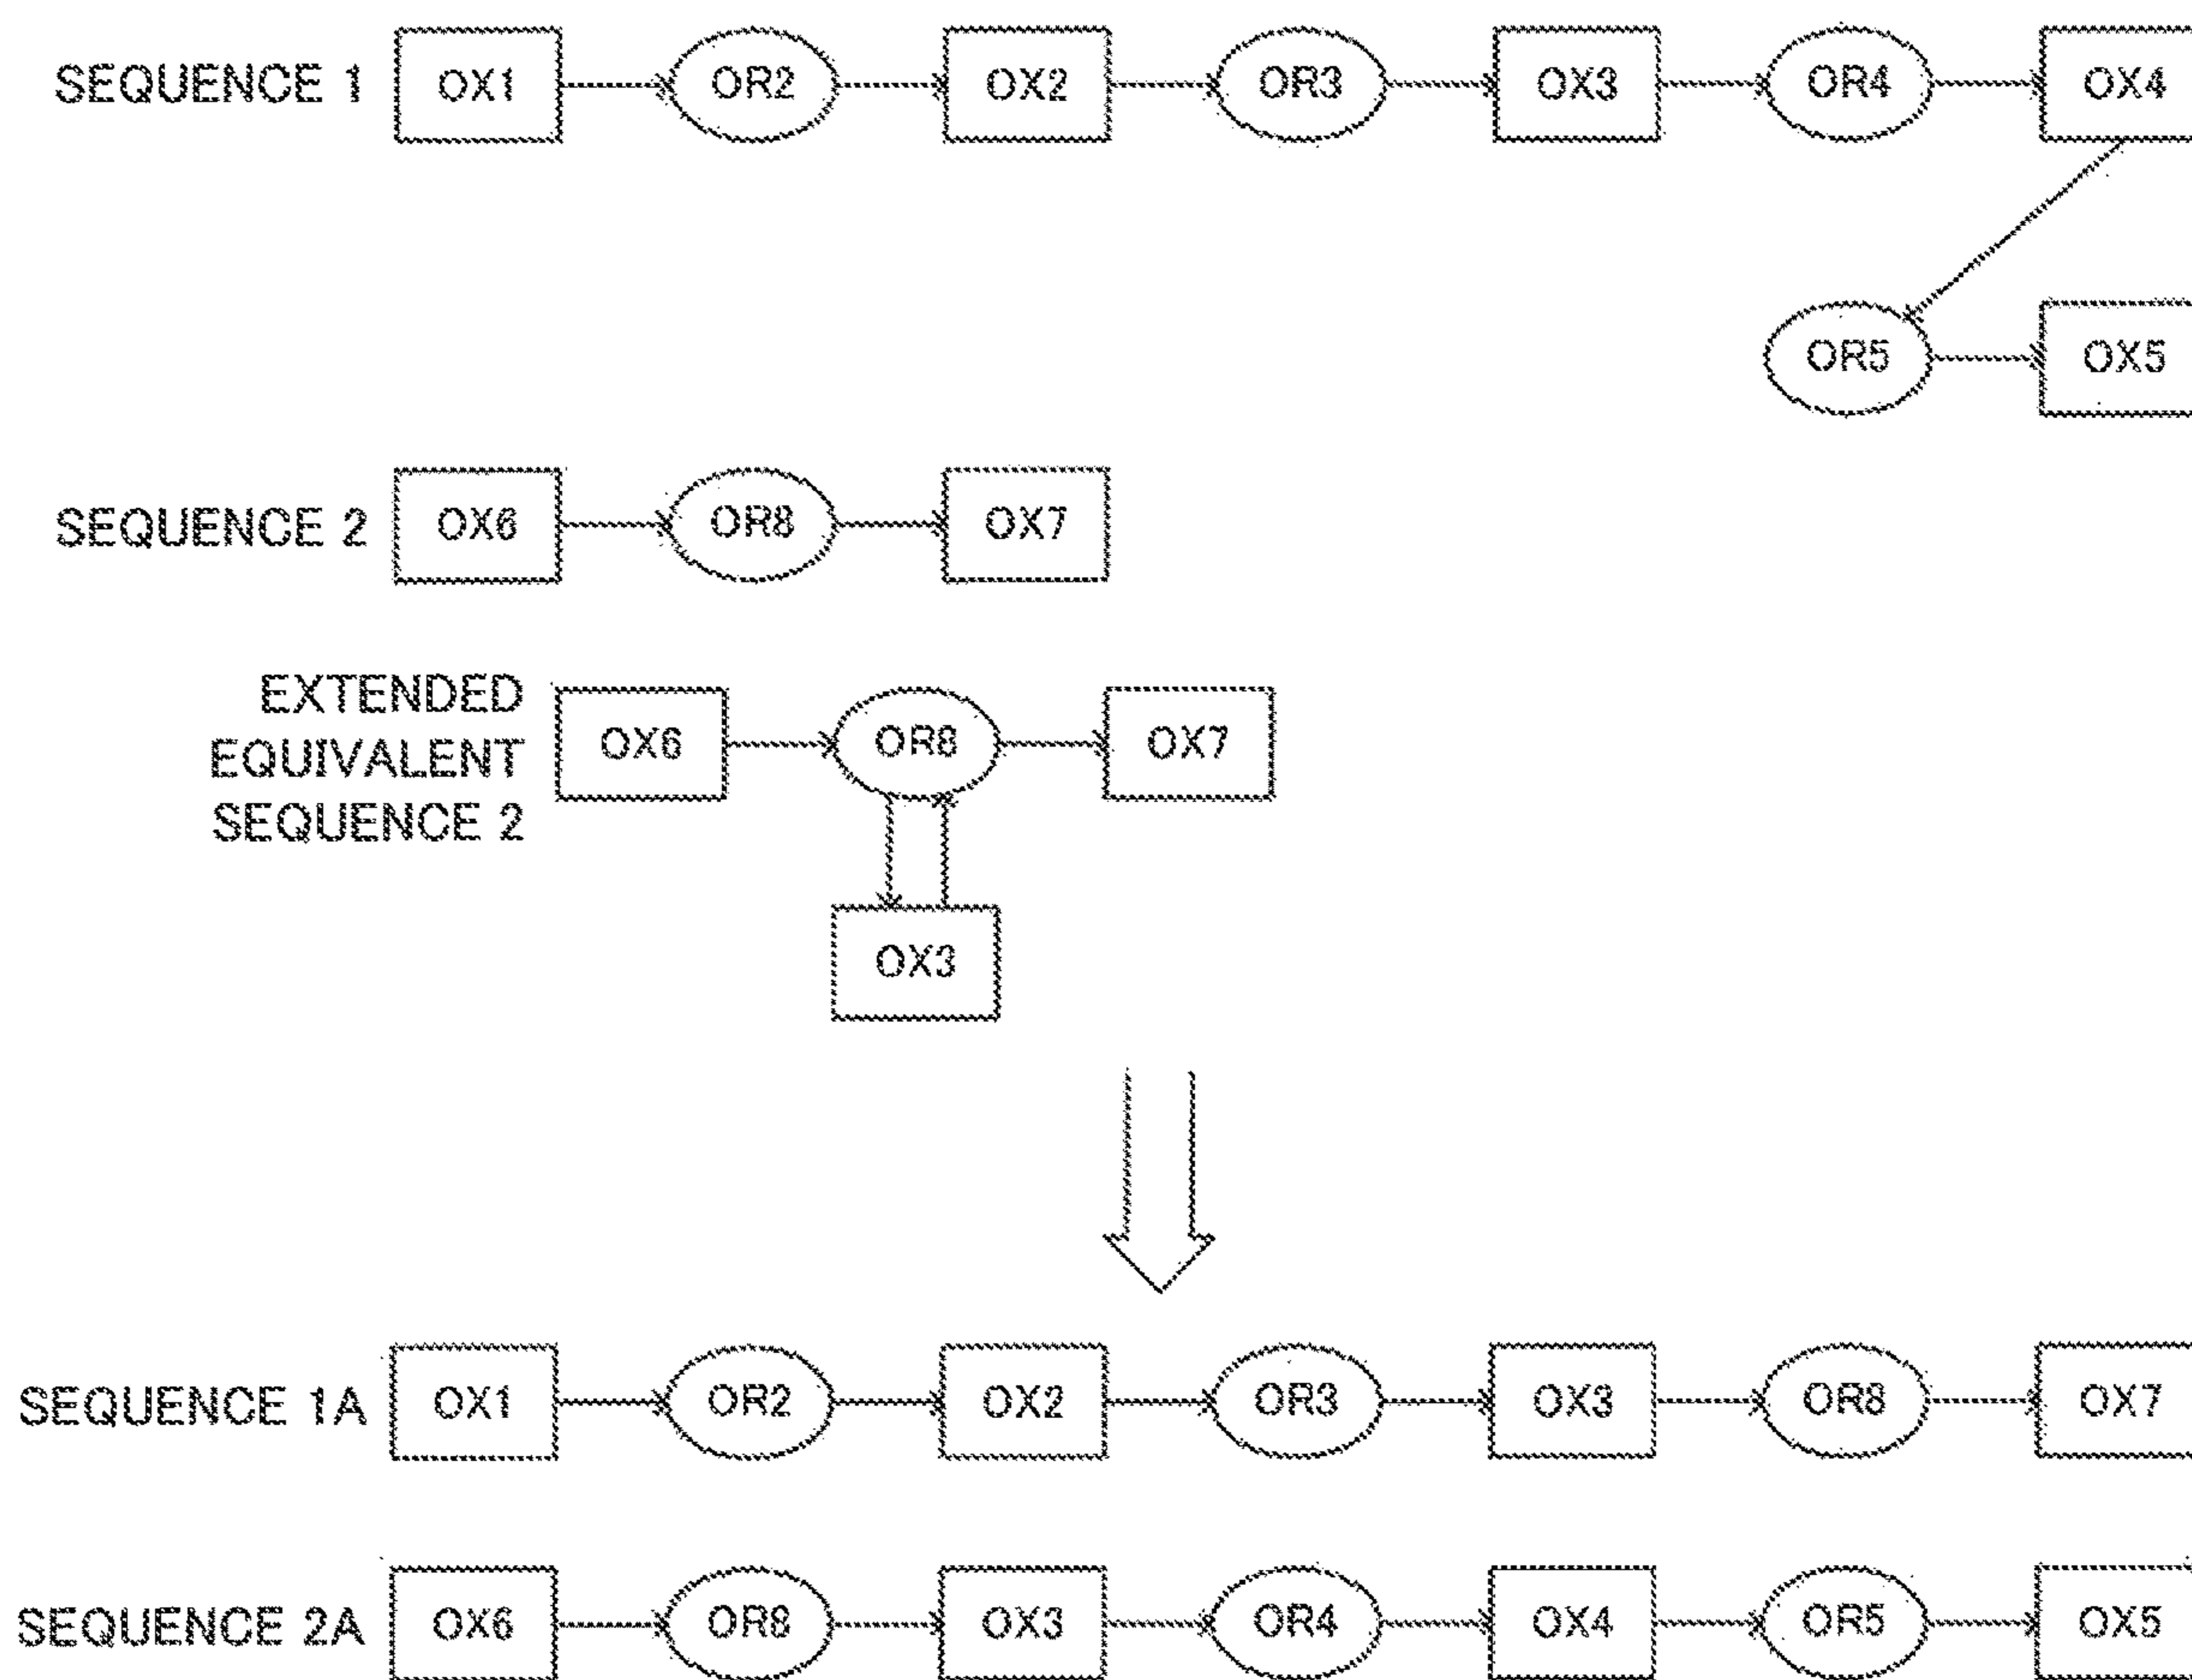 SEQUENCE 1 OX1 OR2 OX2 OR3 OX3 OR4 OX4
OR5 OX5
SEQUENCE 2 OX6 OR8 OX7
EXTENDED
EQUIVALENT
SEQUENCE 2
OX6 OR8 OX7
OX3
SEQUENCE 1A OX1 OR2 OX2 OR3 OX3 OR8 OX7
SEQUENCE 2A OX6 OR8 OX3 OR4 OX4 OR5 OX5